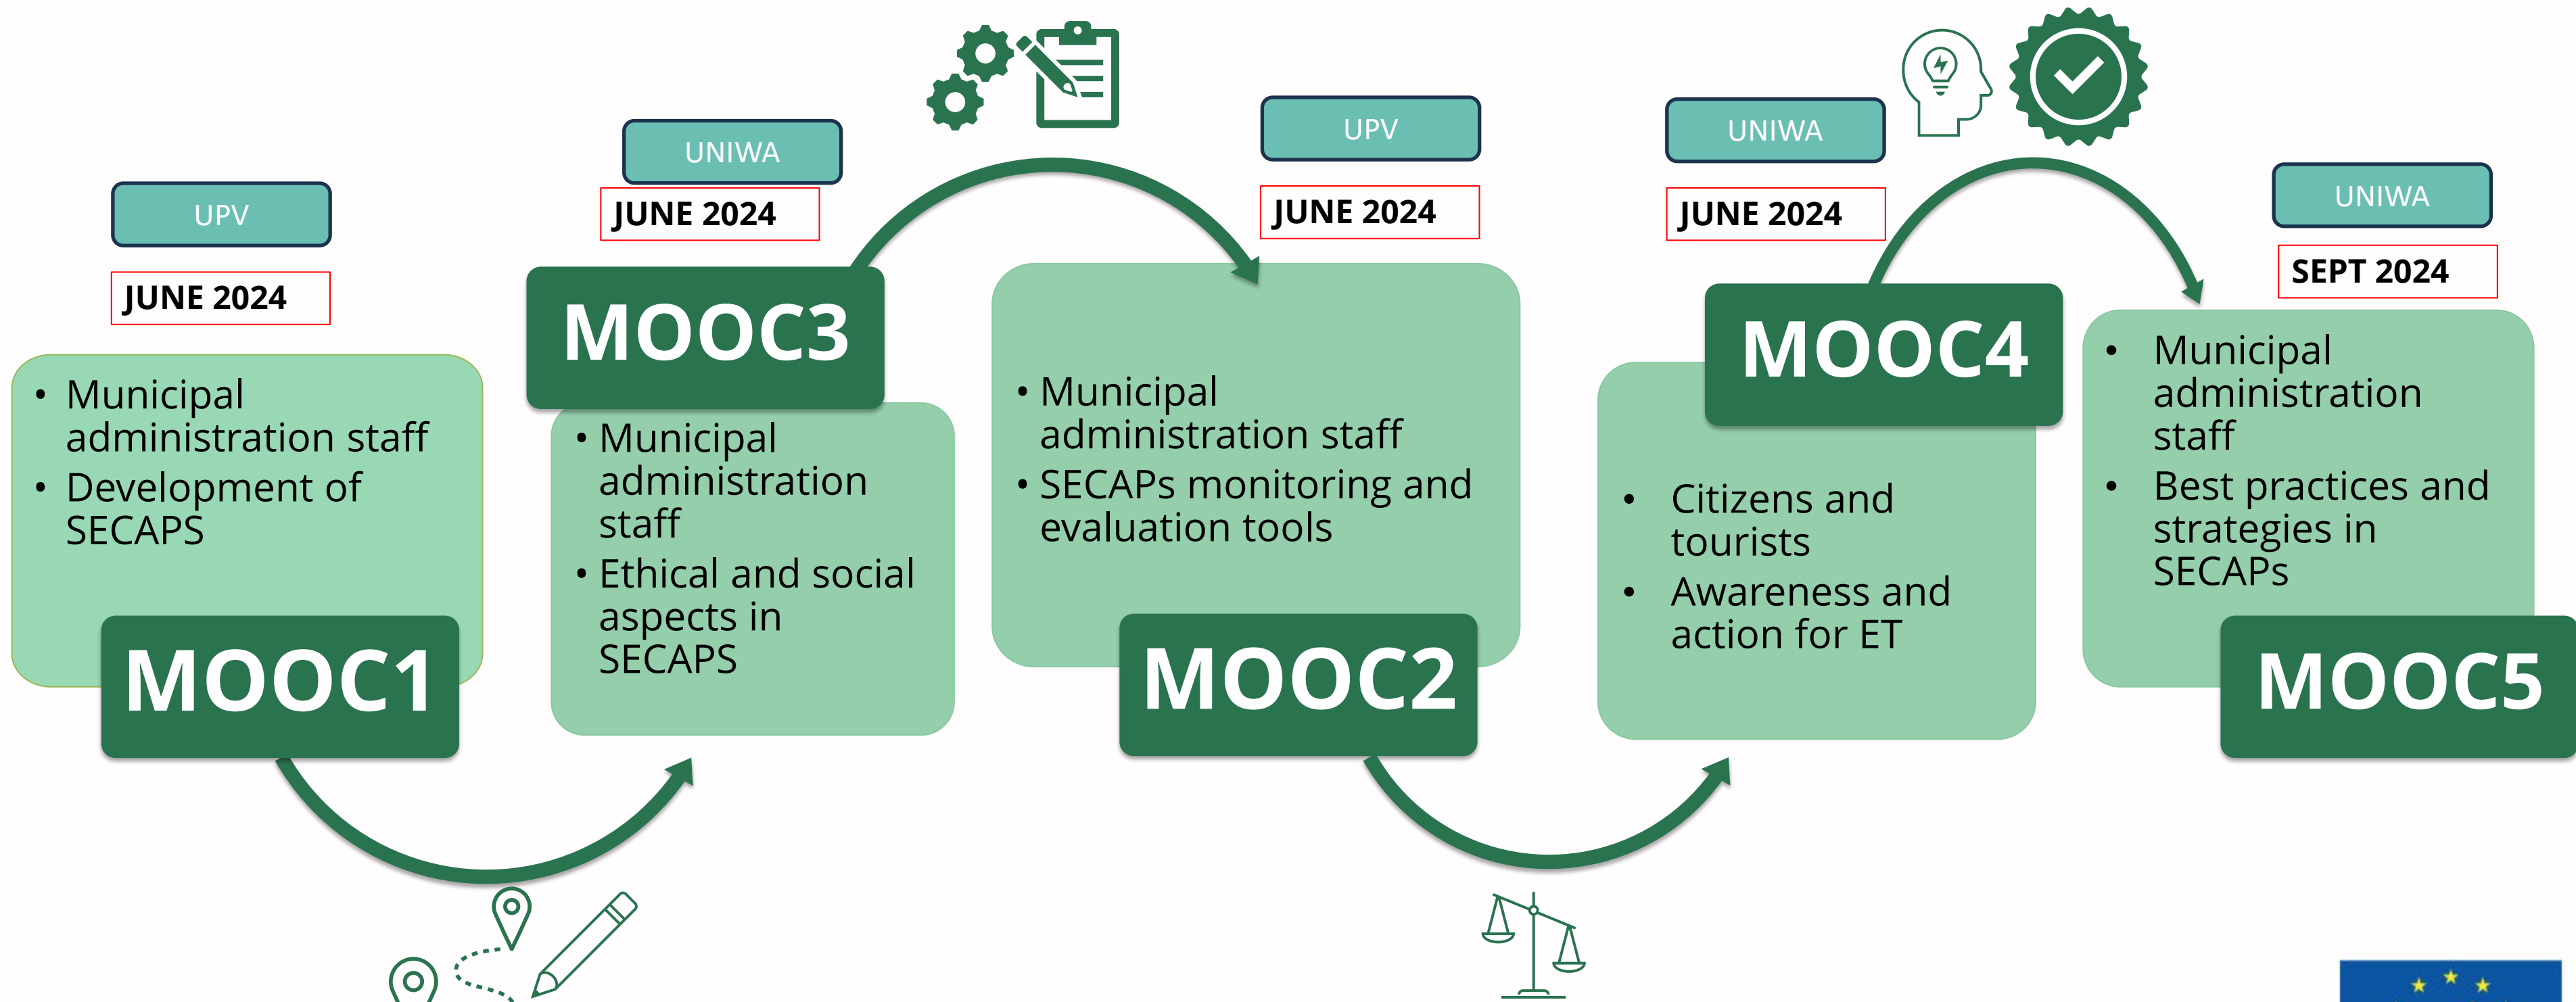 UPV
JUNE 2024
• Municipal
administration staff
• Development of
SECAPS
MOOC1
UNIWA
JUNE 2024
MOOC3
• Municipal
administration
staff
• Ethical and social
aspects in
SECAPS
UPV
JUNE 2024
• Municipal
administration staff
• SECAPs monitoring and
evaluation tools
MOOC2
UNIWA
JUNE 2024
MOOC4
• Citizens and
tourists
• Awareness and
action for ET
UNIWA
SEPT 2024
• Municipal
administration
staff
• Best practices and
strategies in
SECAPs
MOOC5